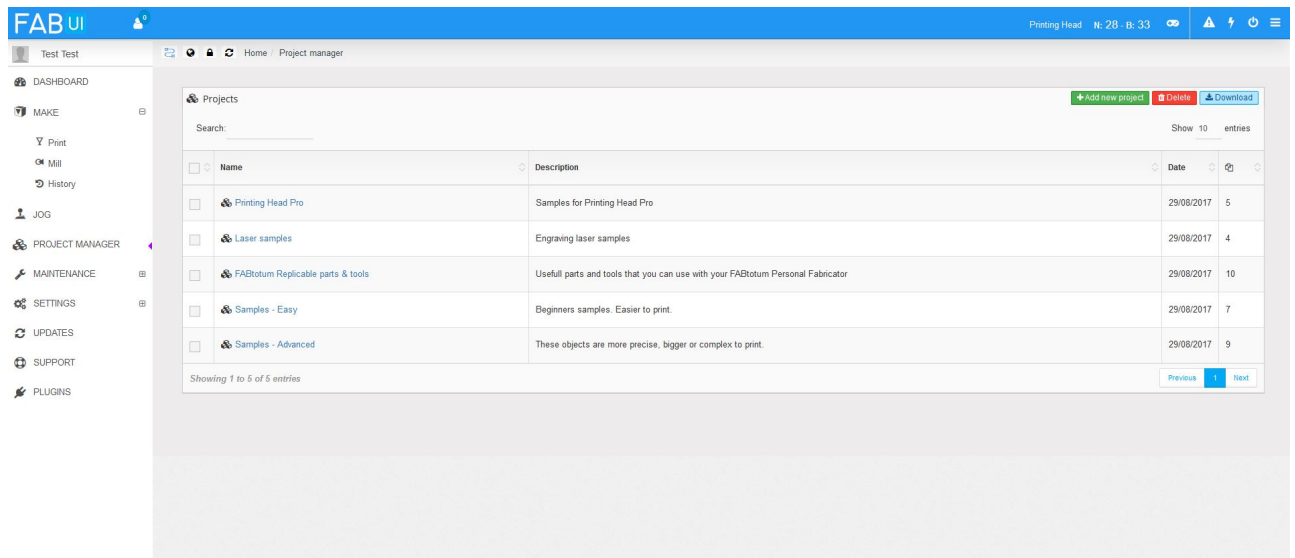 FABUI 0 Printing Head N: 28 - B: 33
Test Test Home / Project manager
DASHBOARD
MAKE
Print
Mill
History
JOG
PROJECT MANAGER
MAINTENANCE
SETTINGS
UPDATES
SUPPORT
PLUGINS
Projects +Add new project Delete Download
Search: Show 10 entries
Name Description Date
Printing Head Pro Samples for Printing Head Pro 29/08/2017 5
Laser samples Engraving laser samples 29/08/2017 4
FABtotum Replicable parts & tools Usefull parts and tools that you can use with your FABtotum Personal Fabricator 29/08/2017 10
Samples - Easy Beginners samples. Easier to print. 29/08/2017 7
Samples - Advanced These objects are more precise, bigger or complex to print. 29/08/2017 9
Showing 1 to 5 of 5 entries Previous 1 Next